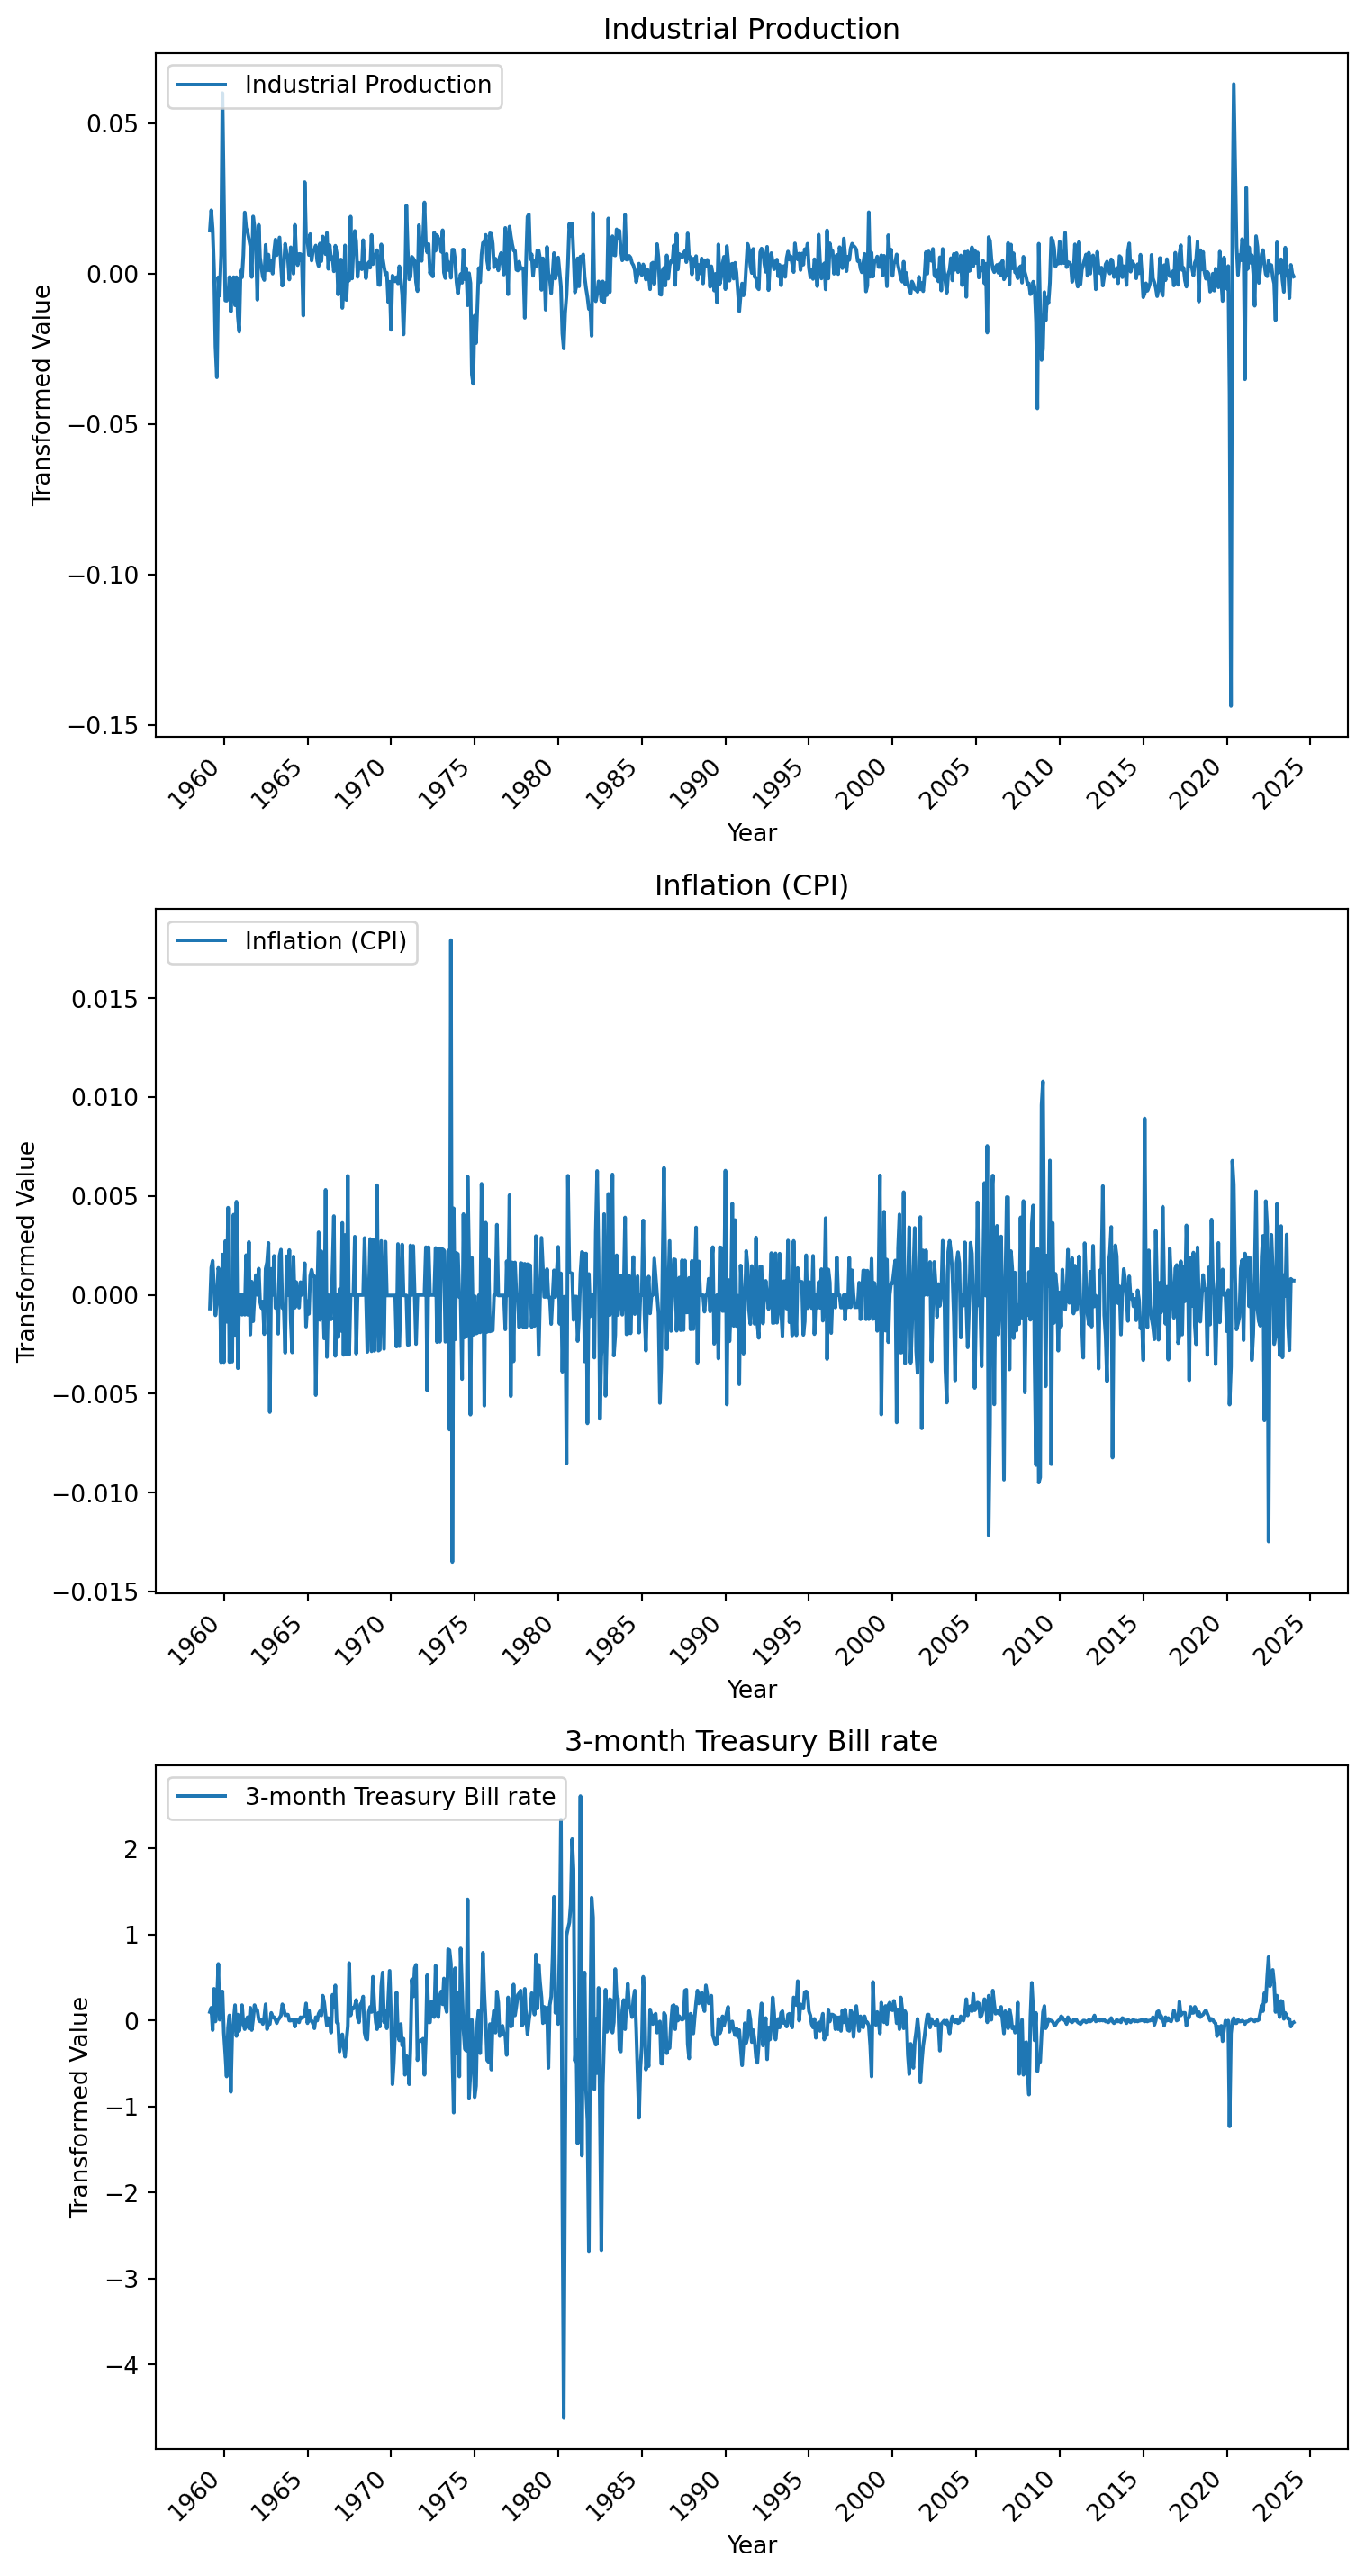 Industrial Production
Industrial Production
0.05
0.00
−0.05
−0.10
−0.15
Transformed Value
1960 1965 1970 1975 1980 1985 1990 1995 2000 2005 2010 2015 2020 2025
Year
Inflation (CPI)
Inflation (CPI)
0.015
0.010
0.005
0.000
−0.005
−0.010
−0.015
Transformed Value
1960 1965 1970 1975 1980 1985 1990 1995 2000 2005 2010 2015 2020 2025
Year
3-month Treasury Bill rate
3-month Treasury Bill rate
2
1
0
−1
−2
−3
−4
Transformed Value
1960 1965 1970 1975 1980 1985 1990 1995 2000 2005 2010 2015 2020 2025
Year